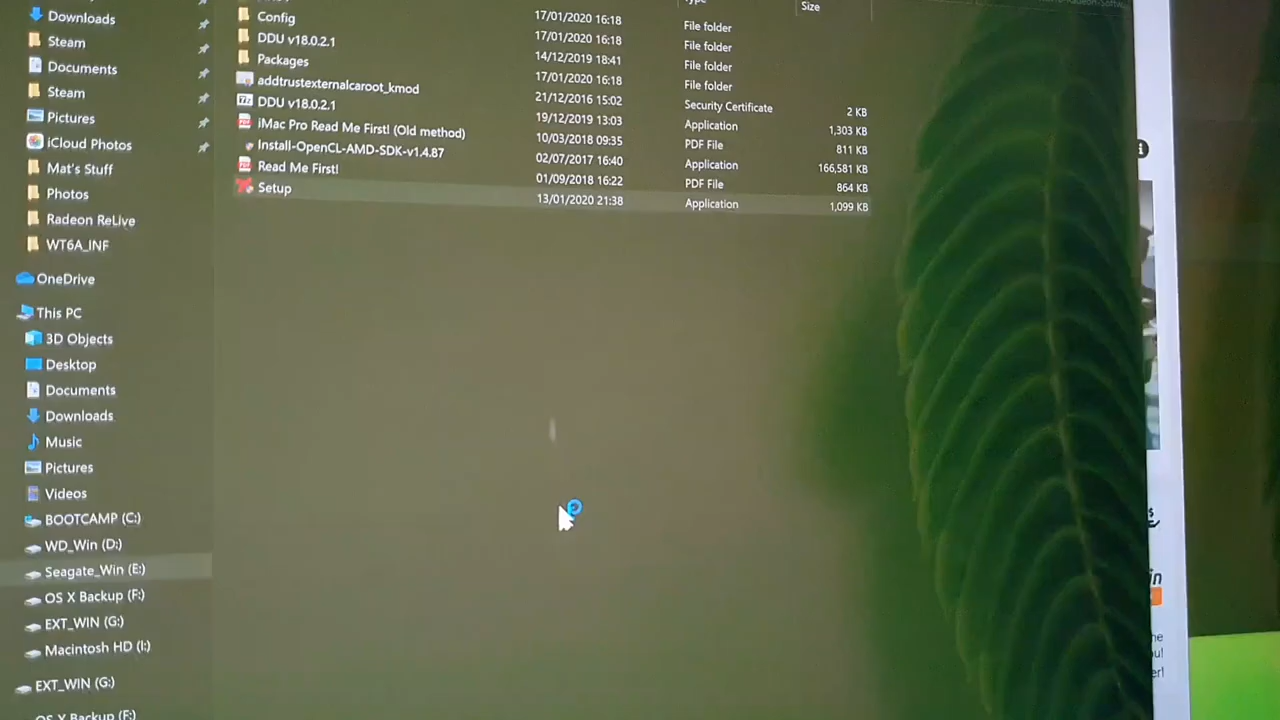 Size
Downloads
Steam
Documents
Steam
Pictures
iCloud Photos
Mat's Stuff
Photos
Radeon ReLive
WT6A_INF
OneDrive
This PC
3D Objects
Desktop
Documents
Downloads
Music
Pictures
Videos
BOOTCAMP (C:)
WD_Win (D:)
Seagate_Win (E:)
OS X Backup (F:)
EXT_WIN (G:)
Macintosh HD (I:)
EXT_WIN (G:)
OS X Backup (F:)
Config 17/01/2020 16:18 File folder
DDU v18.0.2.1 17/01/2020 16:18 File folder
Packages 14/12/2019 18:41 File folder
addtrustexternalcaroot_kmod 17/01/2020 16:18 File folder
DDU v18.0.2.1 21/12/2016 15:02 Security Certificate 2 KB
iMac Pro Read Me First! (Old method) 19/12/2019 13:03 Application 1,303 KB
Install-OpenCL-AMD-SDK-v1.4.87 10/03/2018 09:35 PDF File 811 KB
Read Me First! 02/07/2017 16:40 Application 166,581 KB
Setup 01/09/2018 16:22 PDF File 864 KB
13/01/2020 21:38 Application 1,099 KB